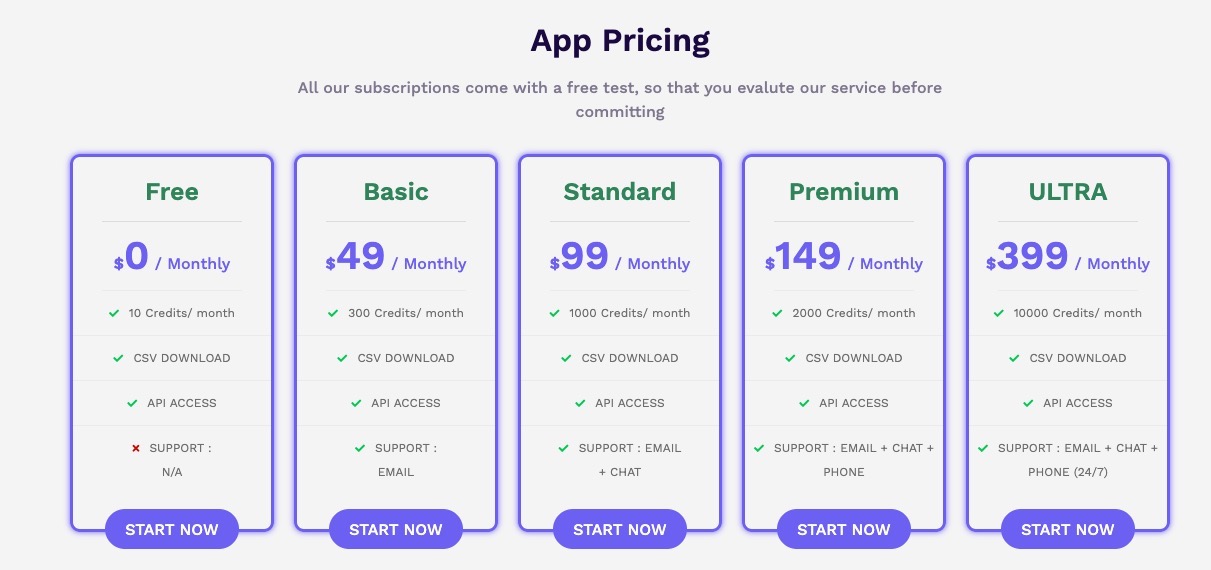 App Pricing
All our subscriptions come with a free test, so that you evalute our service before
committing
Free
$0 / Monthly
10 Credits/ month
CSV DOWNLOAD
API ACCESS
SUPPORT :
N/A
START NOW
Basic
$49 / Monthly
300 Credits/ month
CSV DOWNLOAD
API ACCESS
SUPPORT :
EMAIL
START NOW
Standard
$99 / Monthly
1000 Credits/ month
CSV DOWNLOAD
API ACCESS
SUPPORT : EMAIL
+ CHAT
START NOW
Premium
$149 / Monthly
2000 Credits/ month
CSV DOWNLOAD
API ACCESS
SUPPORT : EMAIL + CHAT +
PHONE
START NOW
ULTRA
$399 / Monthly
10000 Credits/ month
CSV DOWNLOAD
API ACCESS
SUPPORT : EMAIL + CHAT +
PHONE (24/7)
START NOW